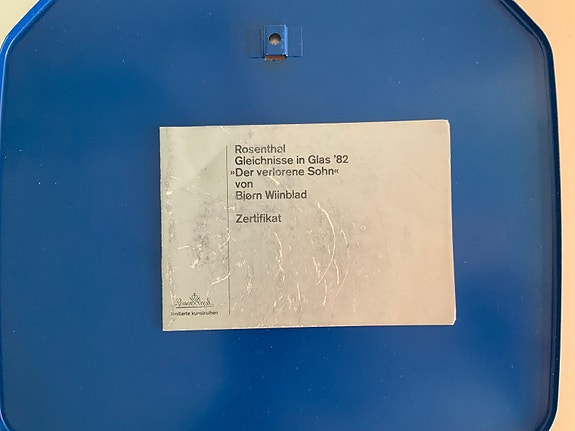 Rosenthal
Gleichnisse in Glas '82
»Der verlorene Sohn«
von
Bjørn Wiinblad
Zertifikat
Rosenthal
limitierte kunstreihen